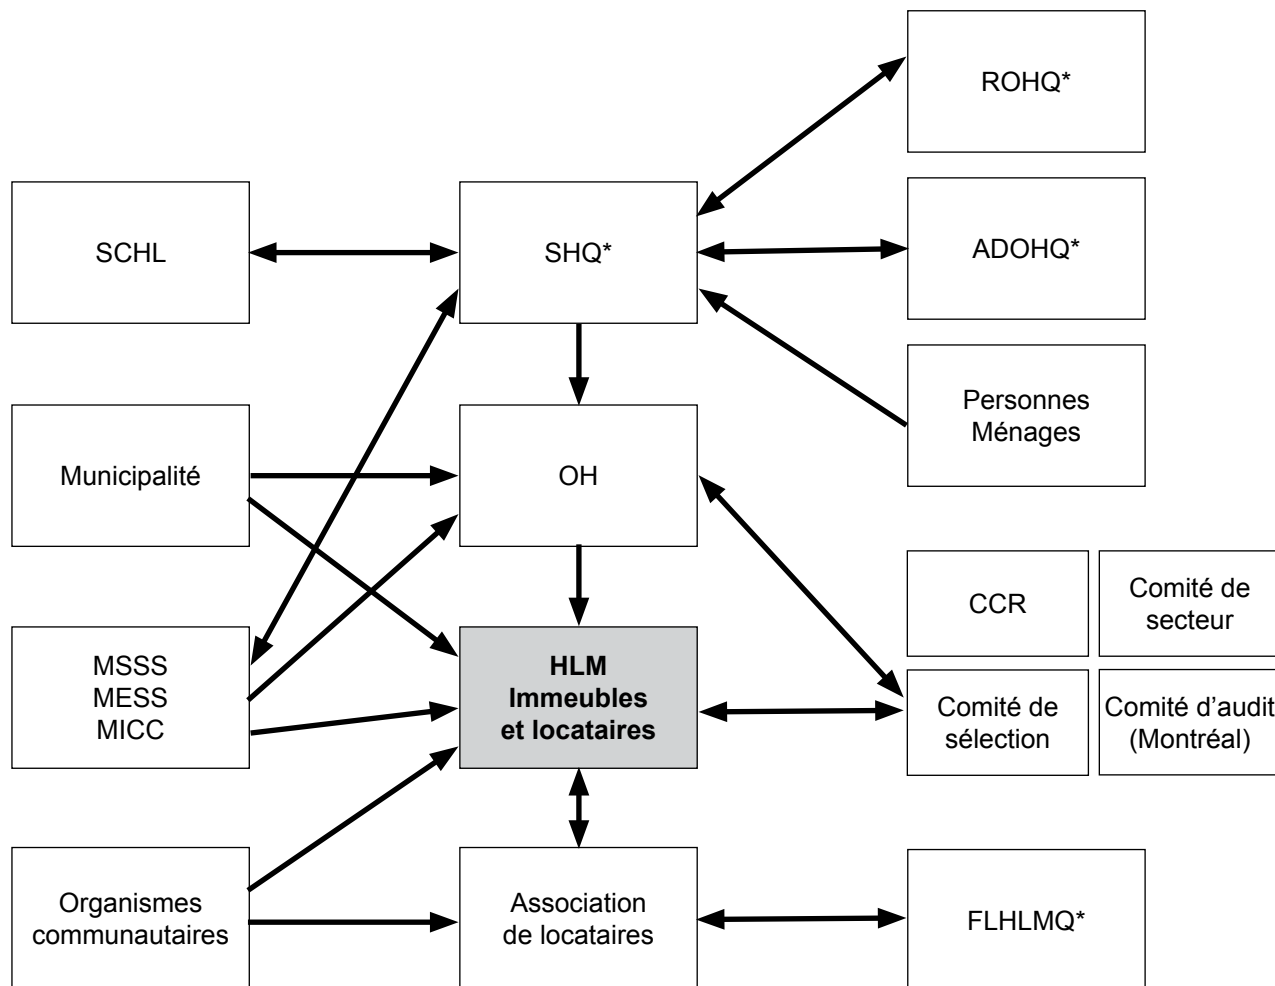 ROHQ*
SCHL
SHQ*
ADOHQ*
Personnes
Ménages
Municipalité
OH
CCR
Comité de
secteur
MSSS
MESS
MICC
HLM
Immeubles
et locataires
Comité de
sélection
Comité d'audit
(Montréal)
Organismes
communautaires
Association
de locataires
FLHLMQ*